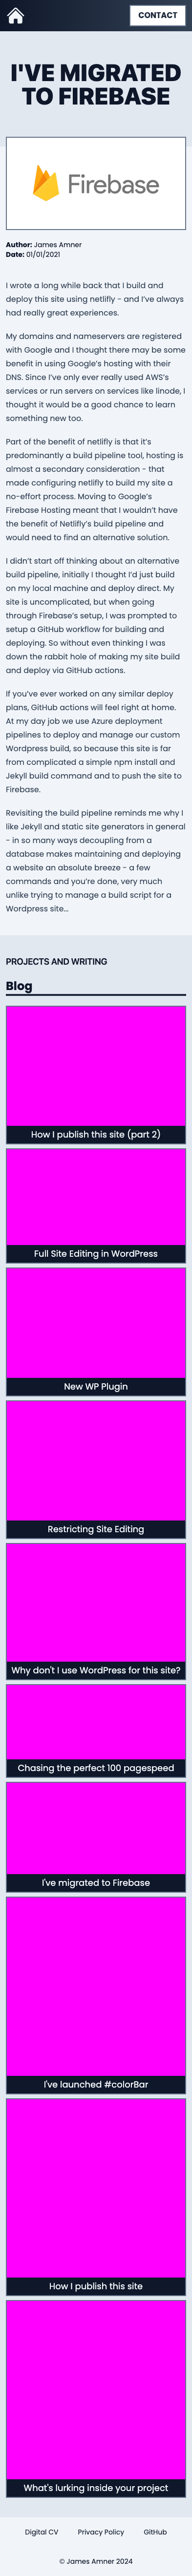 CONTACT
I'VE MIGRATED
TO FIREBASE
Firebase
Author: James Amner
Date: 01/01/2021
I wrote a long while back that I build and
deploy this site using netlifly - and I've always
had really great experiences.
My domains and nameservers are registered
with Google and I thought there may be some
benefit in using Google's hosting with their
DNS. Since I've only ever really used AWS's
services or run servers on services like linode, I
thought it would be a good chance to learn
something new too.
Part of the benefit of netlifly is that it's
predominantly a build pipeline tool, hosting is
almost a secondary consideration - that
made configuring netlifly to build my site a
no-effort process. Moving to Google's
Firebase Hosting meant that I wouldn't have
the benefit of Netlifly's build pipeline and
would need to find an alternative solution.
I didn't start off thinking about an alternative
build pipeline, initially I thought I'd just build
on my local machine and deploy direct. My
site is uncomplicated, but when going
through Firebase's setup, I was prompted to
setup a GitHub workflow for building and
deploying. So without even thinking I was
down the rabbit hole of making my site build
and deploy via GitHub actions.
If you've ever worked on any similar deploy
plans, GitHub actions will feel right at home.
At my day job we use Azure deployment
pipelines to deploy and manage our custom
Wordpress build, so because this site is far
from complicated a simple npm install and
Jekyll build command and to push the site to
Firebase.
Revisiting the build pipeline reminds me why I
like Jekyll and static site generators in general
- in so many ways decoupling from a
database makes maintaining and deploying
a website an absolute breeze - a few
commands and you're done, very much
unlike trying to manage a build script for a
Wordpress site...
PROJECTS AND WRITING
Blog
How I publish this site (part 2)
Full Site Editing in WordPress
New WP Plugin
Restricting Site Editing
Why don't I use WordPress for this site?
Chasing the perfect 100 pagespeed
I've migrated to Firebase
I've launched #colorBar
How I publish this site
What's lurking inside your project
Digital CV Privacy Policy GitHub
© James Amner 2024